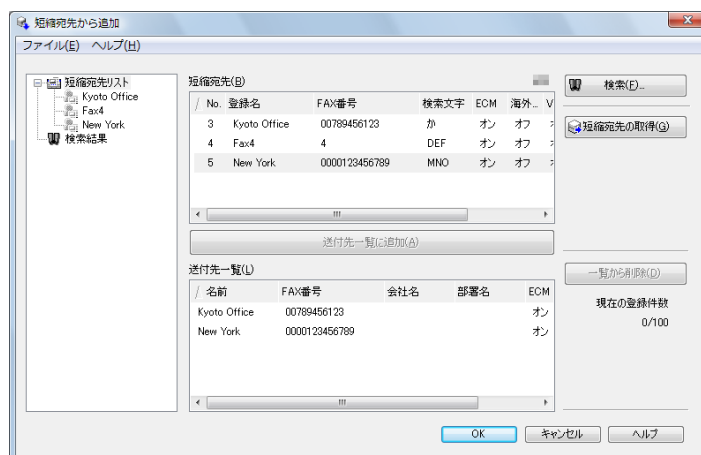 短縮宛先から追加
ファイル(E) ヘルプ(H)
短縮宛先リスト
Kyoto Office
Fax4
New York
検索結果
短縮宛先(B)
No. 登録名 FAX番号 検索文字 ECM 海外... V
3 Kyoto Office 00789456123 か オン オフ
4 Fax4 4 DEF オン オフ
5 New York 0000123456789 MNO オン オフ
送付先一覧に追加(A)
送付先一覧(L)
名前 FAX番号 会社名 部署名 ECM
Kyoto Office 00789456123 オン
New York 0000123456789 オン
検索(F)...
短縮宛先の取得(G)
一覧から削除(D)
現在の登録件数
0/100
OK キャンセル ヘルプ